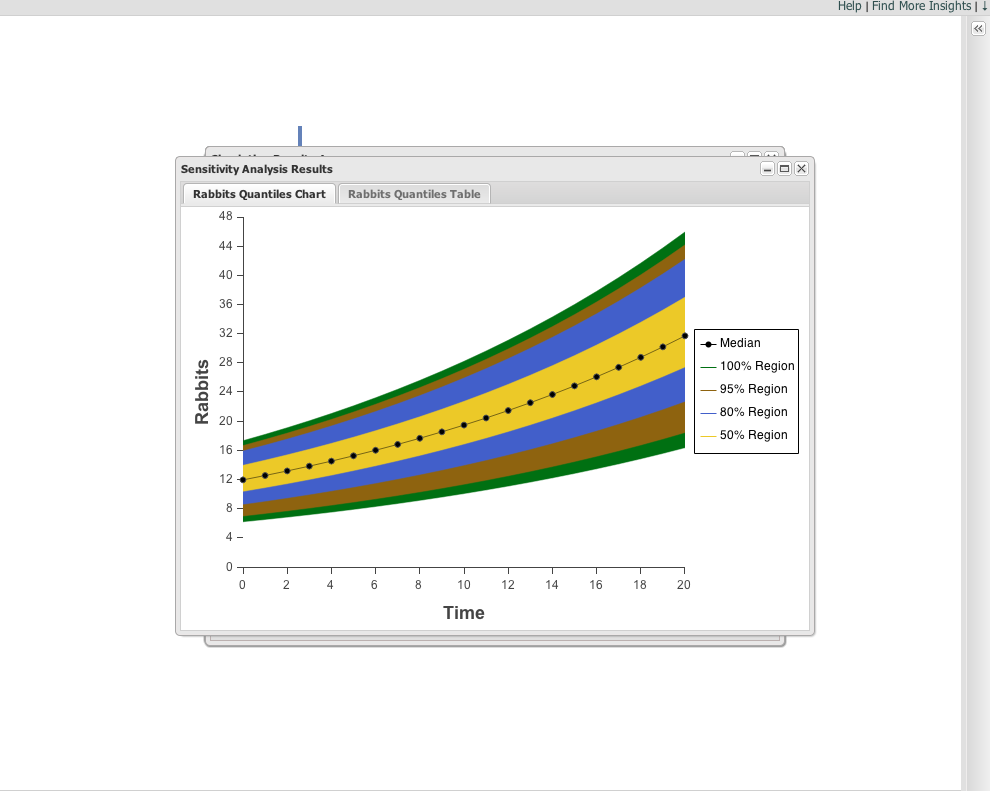 Help | Find More Insights | ↓
Sensitivity Analysis Results
Rabbits Quantiles Chart
Rabbits Quantiles Table
48
44
40
36
32
28
24
20
16
12
8
4
0
Rabbits
0 2 4 6 8 10 12 14 16 18 20
Time
Median
100% Region
95% Region
80% Region
50% Region